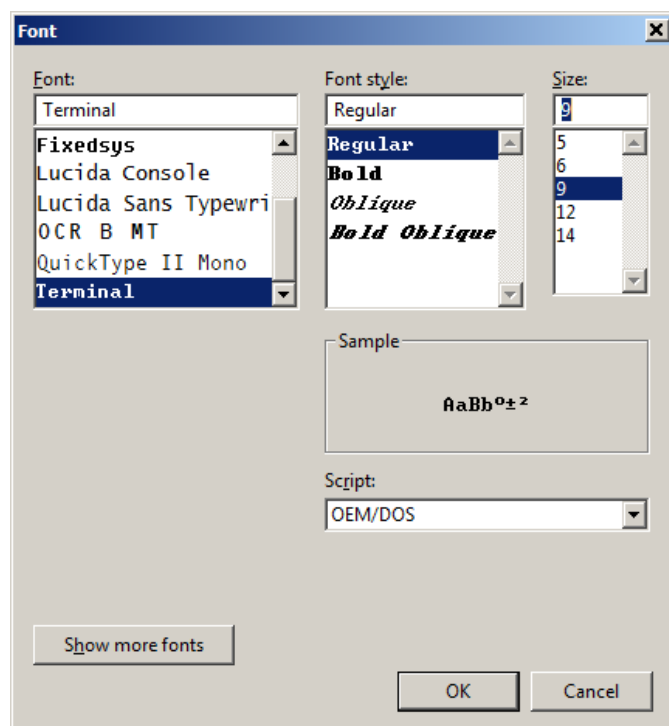 Font
Font:
Terminal
Fixedsys
Lucida Console
Lucida Sans Typewri
OCR B MT
QuickType II Mono
Terminal
Font style:
Regular
Regular
Bold
Oblique
Bold Oblique
Size:
9
5
6
9
12
14
Sample
AaBbº±²
Script:
OEM/DOS
Show more fonts
OK
Cancel